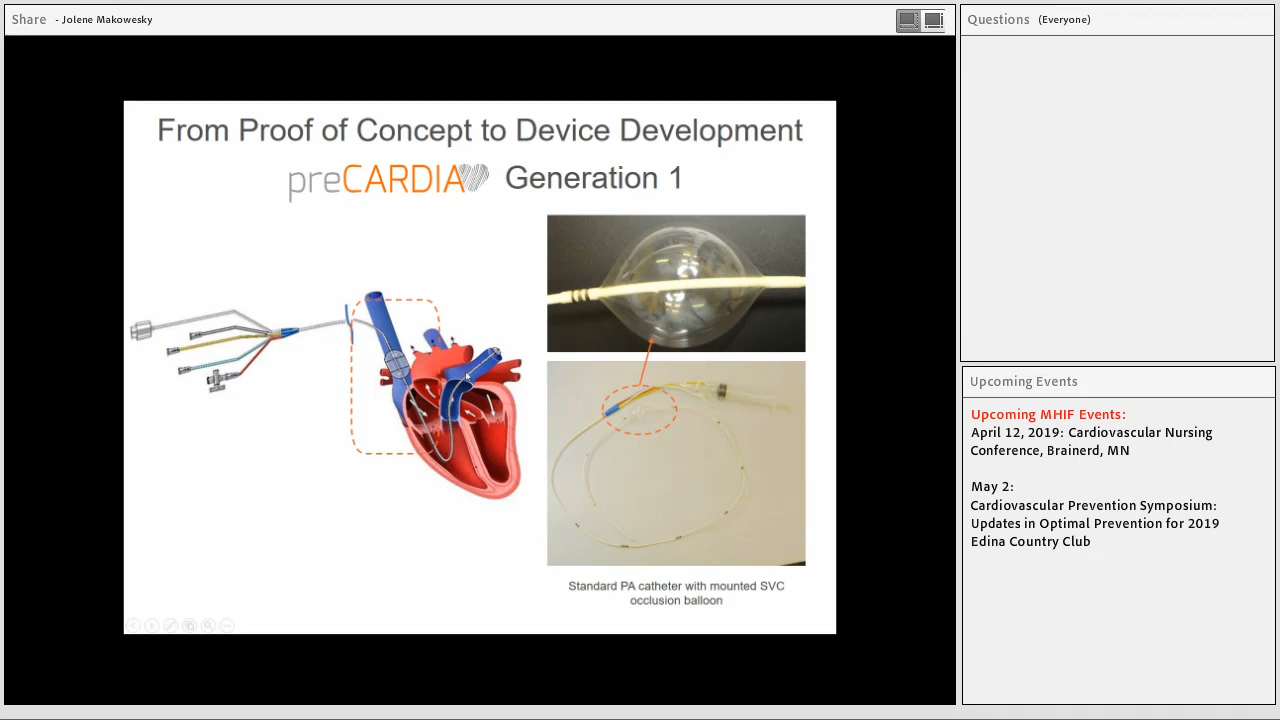 Share - Jolene Makowesky
From Proof of Concept to Device Development
preCARDIA Generation 1
Standard PA catheter with mounted SVC
occlusion balloon
Questions (Everyone)
Upcoming Events
Upcoming MHIF Events:
April 12, 2019: Cardiovascular Nursing
Conference, Brainerd, MN
May 2:
Cardiovascular Prevention Symposium:
Updates in Optimal Prevention for 2019
Edina Country Club